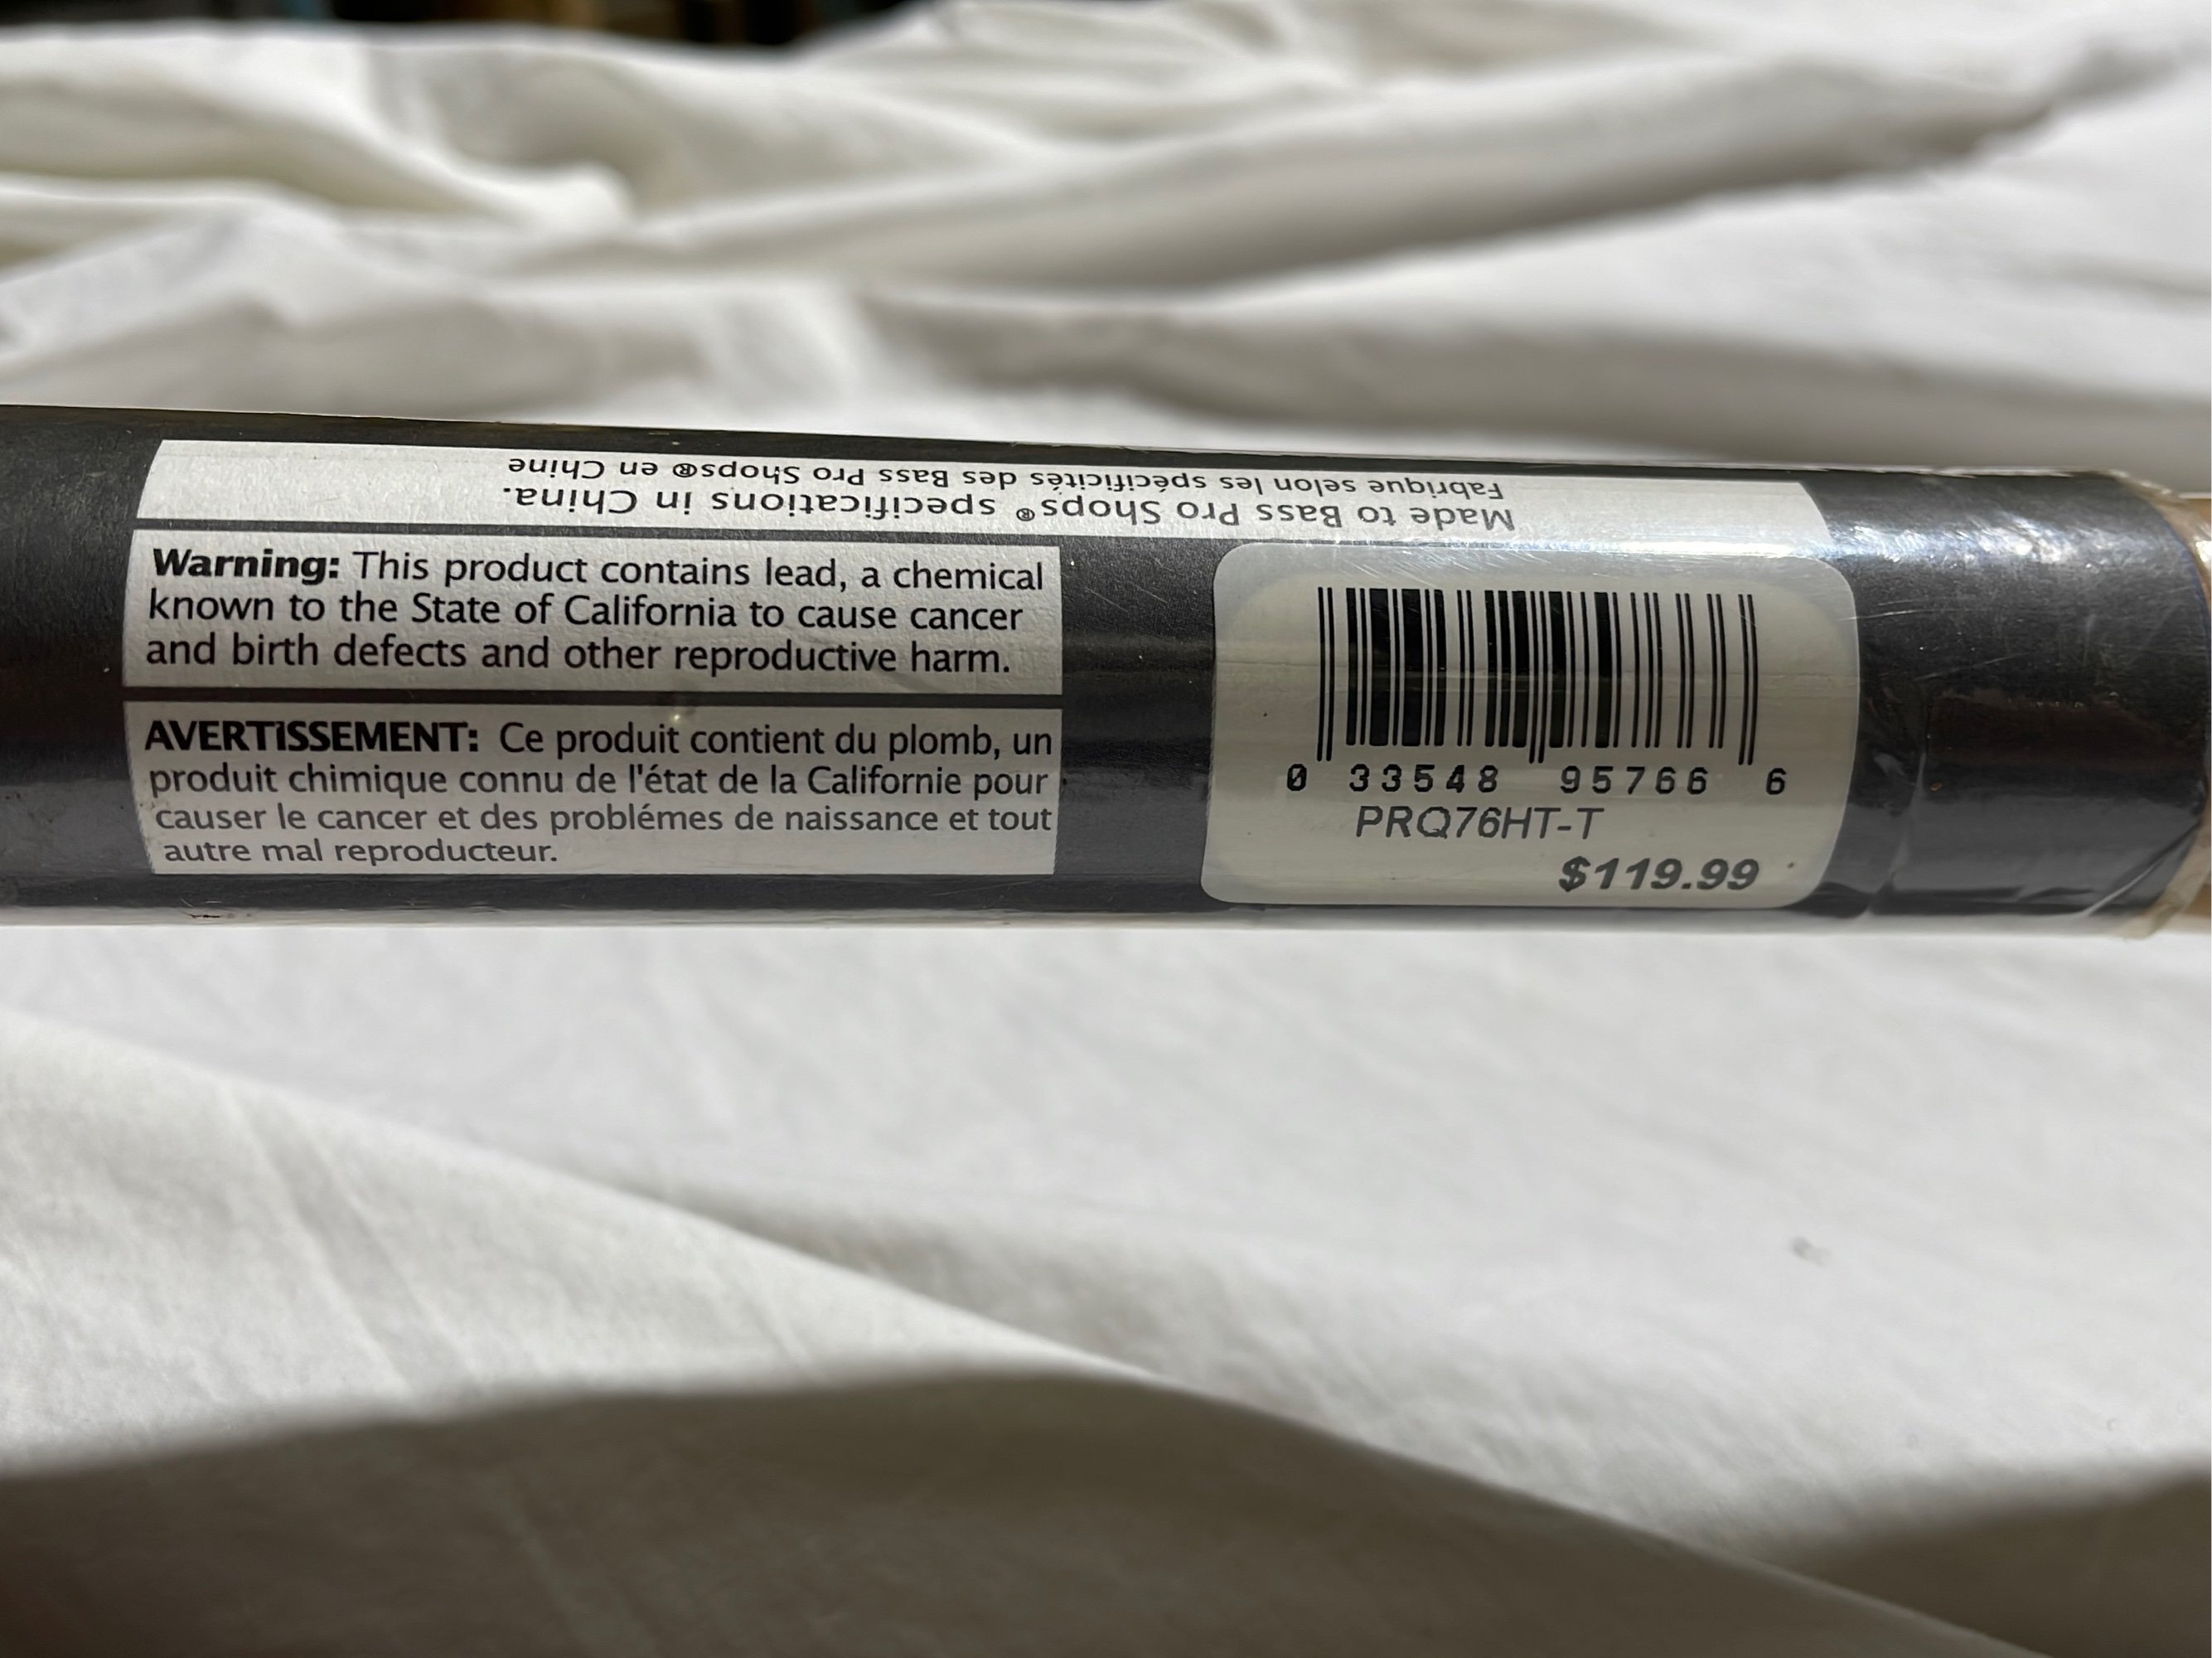 Made to Bass Pro Shops® specifications in China.
Fabrique selon les spécificités des Bass Pro Shops® en Chine
Warning: This product contains lead, a chemical
known to the State of California to cause cancer
and birth defects and other reproductive harm.
AVERTISSEMENT: Ce produit contient du plomb, un
produit chimique connu de l'état de la Californie pour
causer le cancer et des problémes de naissance et tout
autre mal reproducteur.
0 33548 95766 6
PRQ76HT-T
$119.99